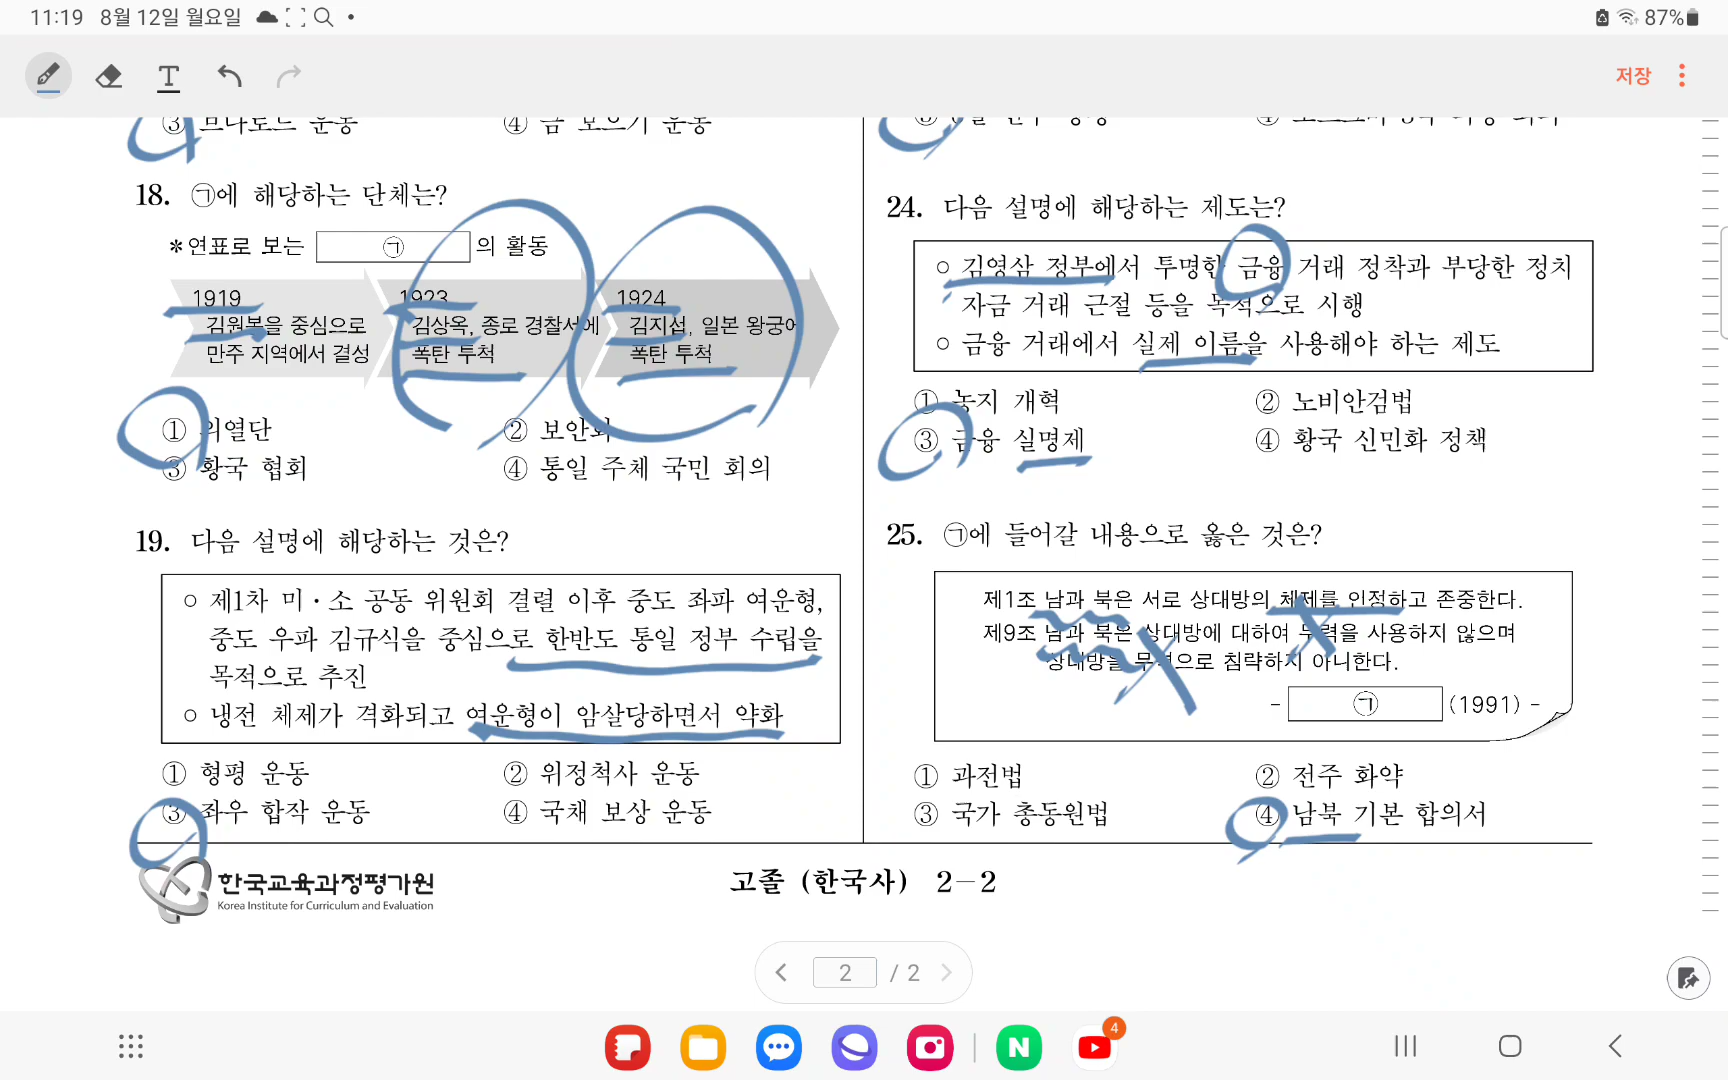 11:19 8월 12일 월요일
87%
저장
③ 브나로드 운동 ④ 금 모으기 운동
18. ㉠에 해당하는 단체는?
*연표로 보는 ㉠ 의 활동
1919
김원봉을 중심으로
만주 지역에서 결성
1923
김상옥, 종로 경찰서에
폭탄 투척
1924
김지섭, 일본 왕궁에
폭탄 투척
① 의열단 ② 보안회
③ 황국 협회 ④ 통일 주체 국민 회의
19. 다음 설명에 해당하는 것은?
○ 제1차 미·소 공동 위원회 결렬 이후 중도 좌파 여운형,
중도 우파 김규식을 중심으로 한반도 통일 정부 수립을
목적으로 추진
○ 냉전 체제가 격화되고 여운형이 암살당하면서 약화
① 형평 운동 ② 위정척사 운동
③ 좌우 합작 운동 ④ 국채 보상 운동
24. 다음 설명에 해당하는 제도는?
○ 김영삼 정부에서 투명한 금융 거래 정착과 부당한 정치
자금 거래 근절 등을 목적으로 시행
○ 금융 거래에서 실제 이름을 사용해야 하는 제도
① 농지 개혁 ② 노비안검법
③ 금융 실명제 ④ 황국 신민화 정책
25. ㉠에 들어갈 내용으로 옳은 것은?
제1조 남과 북은 서로 상대방의 체제를 인정하고 존중한다.
제9조 남과 북은 상대방에 대하여 무력을 사용하지 않으며
상대방을 무력으로 침략하지 아니한다.
- ㉠ (1991) -
① 과전법 ② 전주 화약
③ 국가 총동원법 ④ 남북 기본 합의서
한국교육과정평가원
Korea Institute for Curriculum and Evaluation
고졸 (한국사) 2-2
2 / 2
4